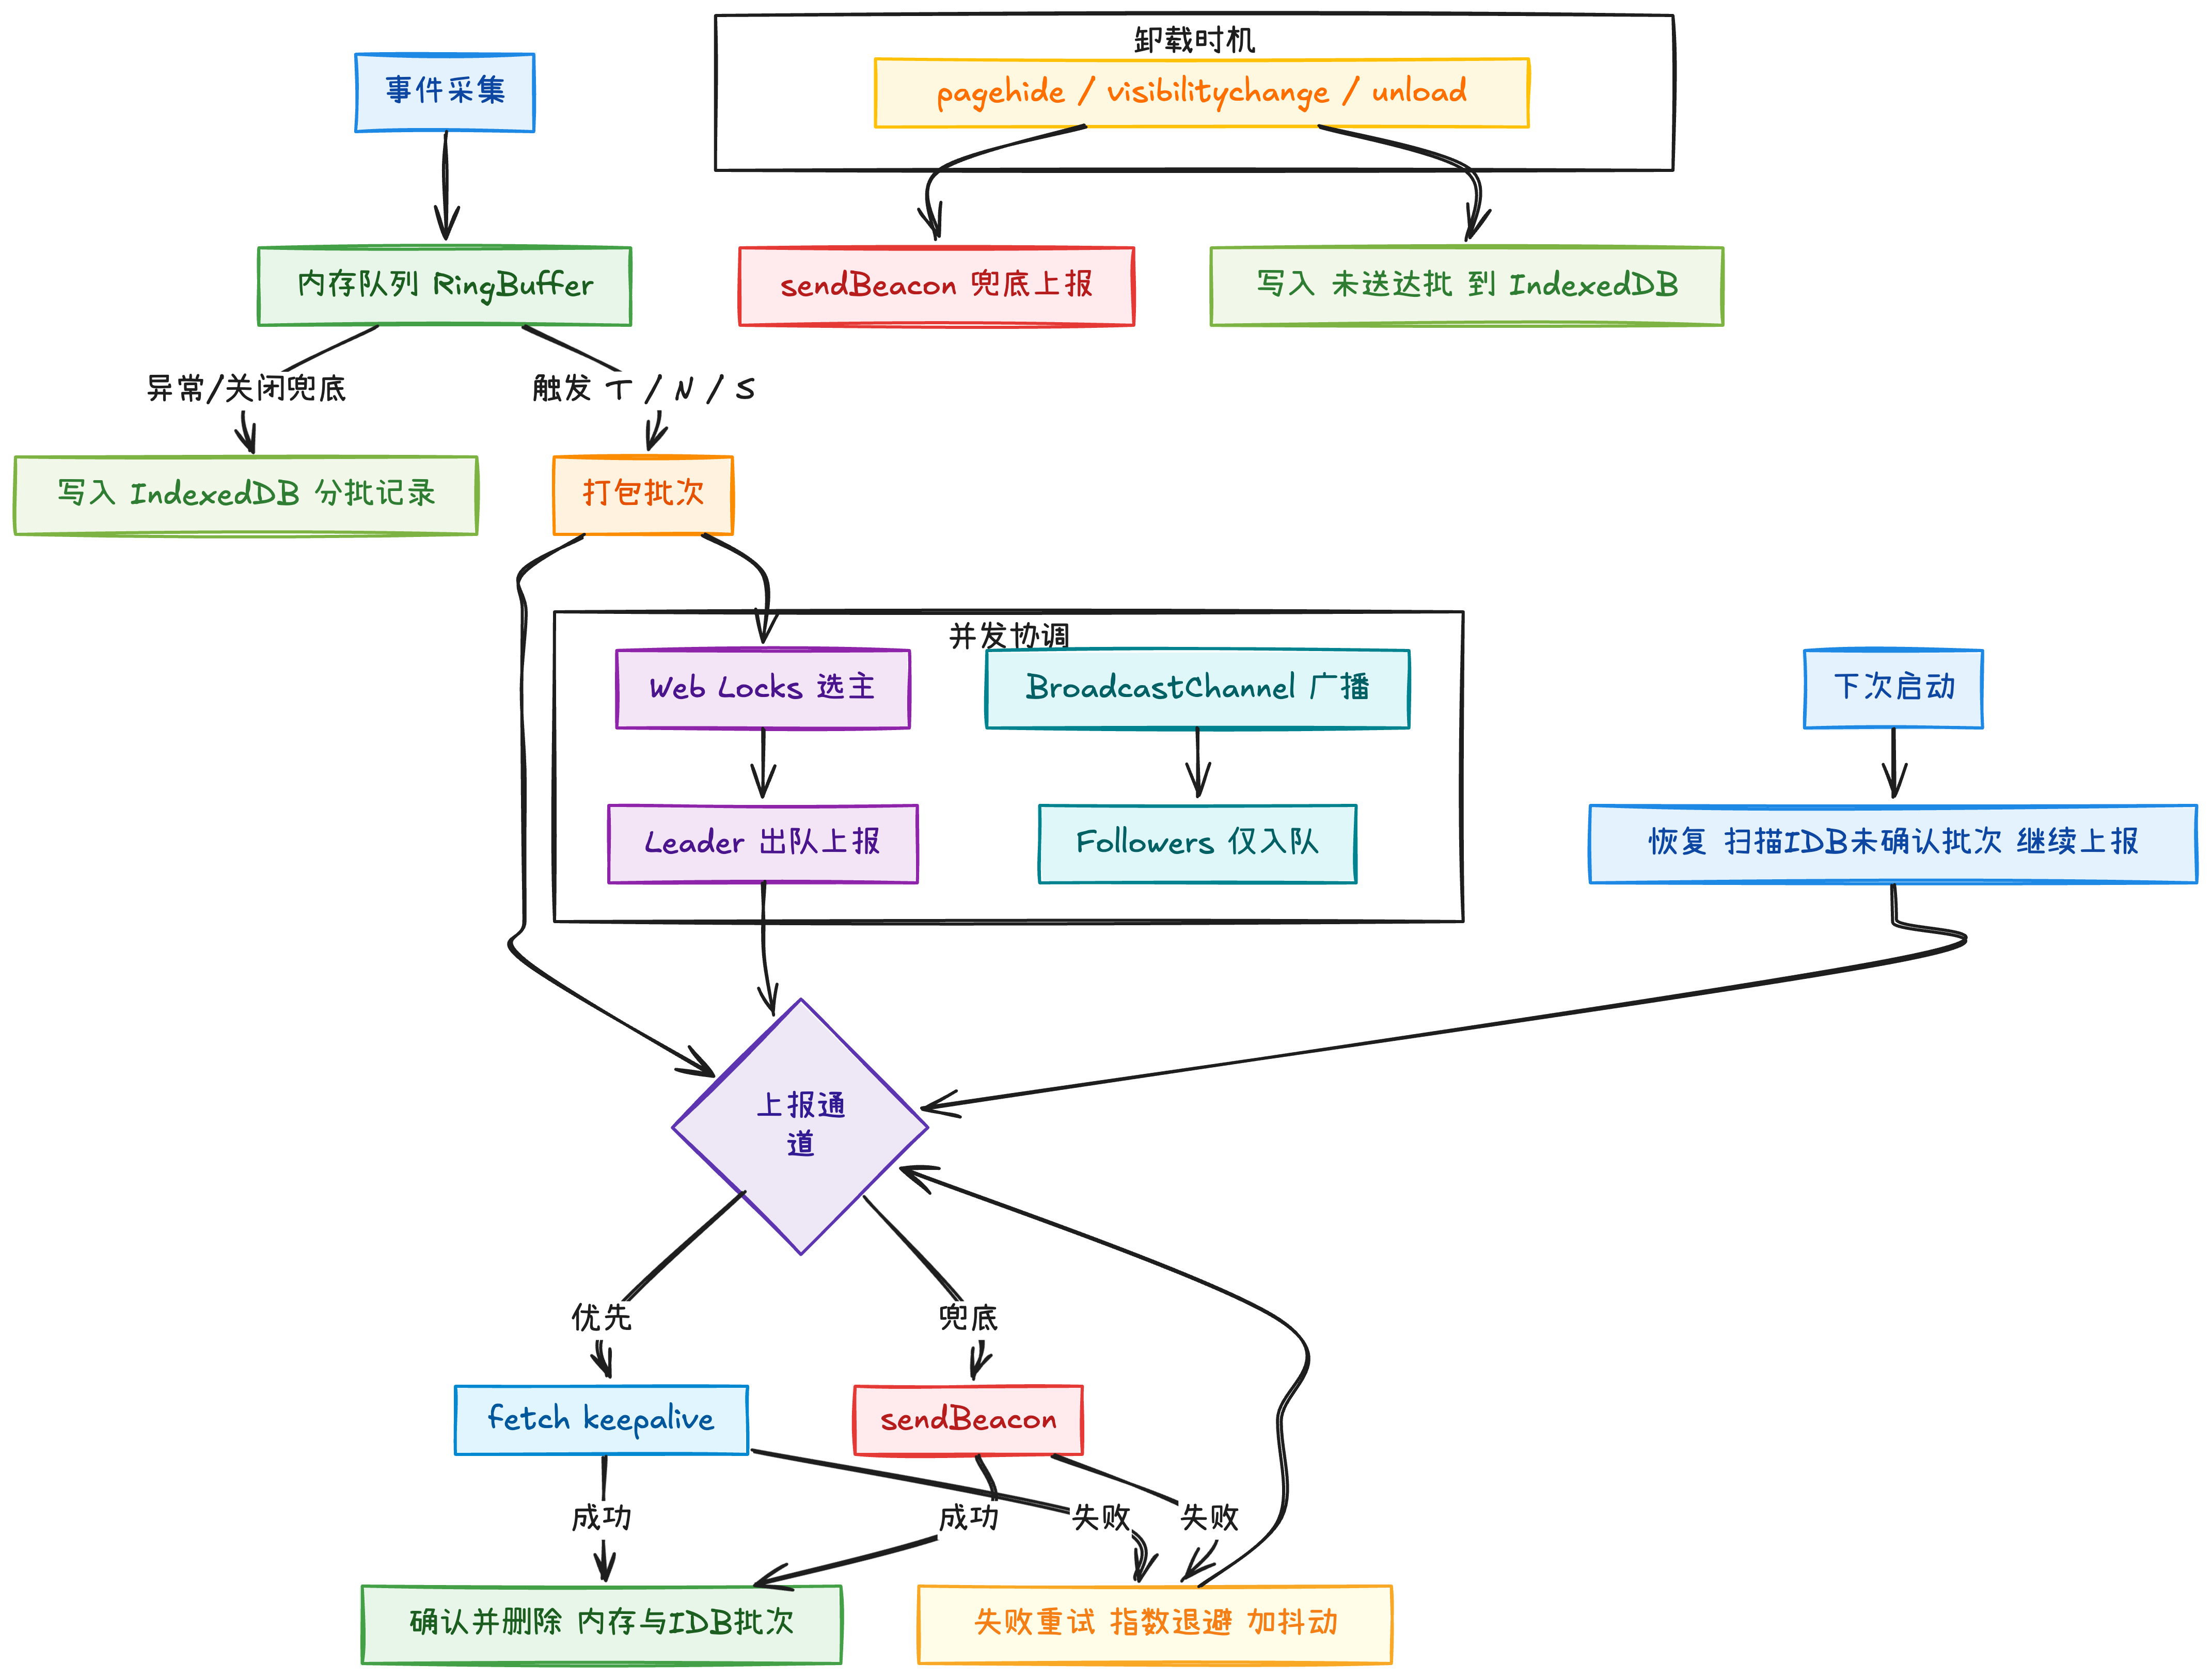 卸载时机
事件采集
pagehide / visibilitychange / unload
内存队列 RingBuffer
sendBeacon 兜底上报
写入 未送达批 到 IndexedDB
异常/关闭兜底
触发 T / N / S
写入 IndexedDB 分批记录
打包批次
并发协调
Web Locks 选主
BroadcastChannel 广播
下次启动
Leader 出队上报
Followers 仅入队
恢复 扫描IDB未确认批次 继续上报
上报通
道
优先
兜底
fetch keepalive
sendBeacon
成功
成功
失败
失败
确认并删除 内存与IDB批次
失败重试 指数退避 加抖动